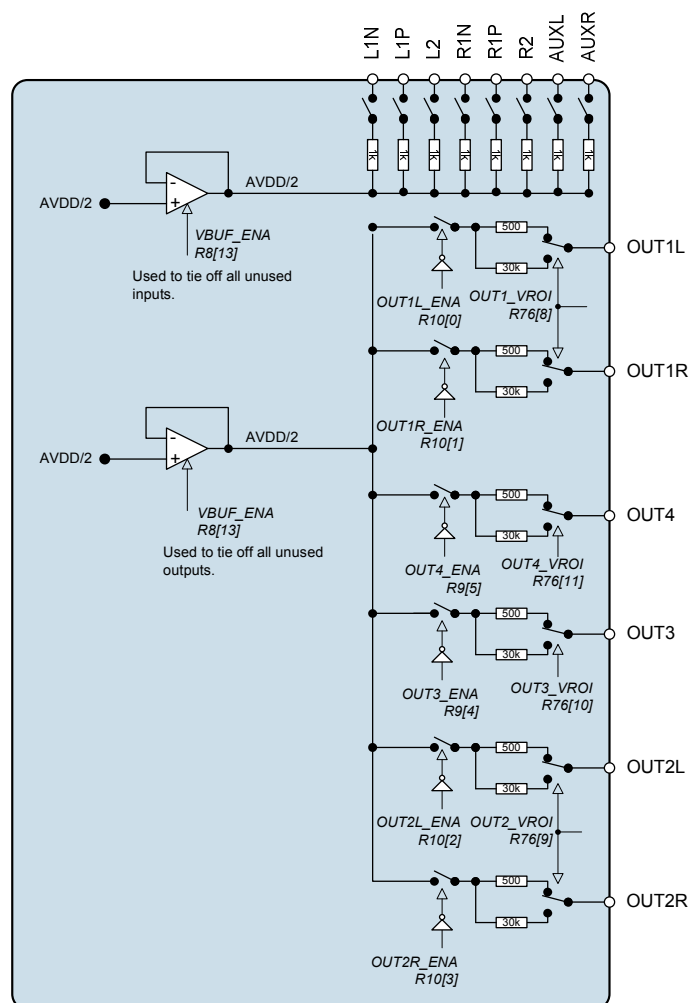 L1N
L1P
L2
R1N
R1P
R2
AUXL
AUXR
1k
1k
1k
1k
1k
1k
1k
1k
AVDD/2
-
+
AVDD/2
VBUF_ENA
R8[13]
Used to tie off all unused
inputs.
500
30k
OUT1L
OUT1L_ENA
R10[0]
OUT1_VROI
R76[8]
500
30k
OUT1R
OUT1R_ENA
R10[1]
AVDD/2
-
+
AVDD/2
VBUF_ENA
R8[13]
Used to tie off all unused
outputs.
500
30k
OUT4
OUT4_ENA
R9[5]
OUT4_VROI
R76[11]
500
30k
OUT3
OUT3_ENA
R9[4]
OUT3_VROI
R76[10]
500
30k
OUT2L
OUT2L_ENA
R10[2]
OUT2_VROI
R76[9]
500
30k
OUT2R
OUT2R_ENA
R10[3]